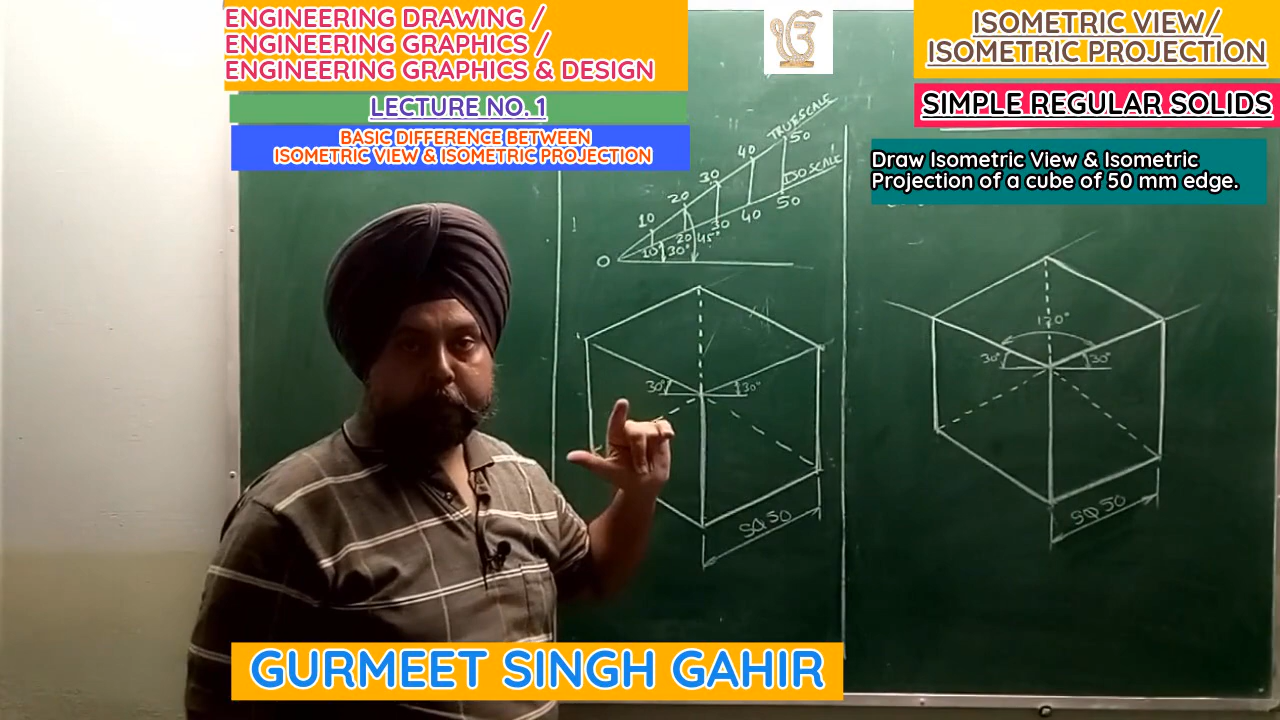 ENGINEERING DRAWING /
ENGINEERING GRAPHICS /
ENGINEERING GRAPHICS & DESIGN
LECTURE NO. 1
BASIC DIFFERENCE BETWEEN
ISOMETRIC VIEW & ISOMETRIC PROJECTION
ੴ
ISOMETRIC VIEW/
ISOMETRIC PROJECTION
SIMPLE REGULAR SOLIDS
Draw Isometric View & Isometric
Projection of a cube of 50 mm edge.
TRUE SCALE
10 20 30 40 50
ISO SCALE
10 20 30 40 50
O
30° 45°
30° 30°
SQ 50
120°
30° 30°
SQ 50
GURMEET SINGH GAHIR